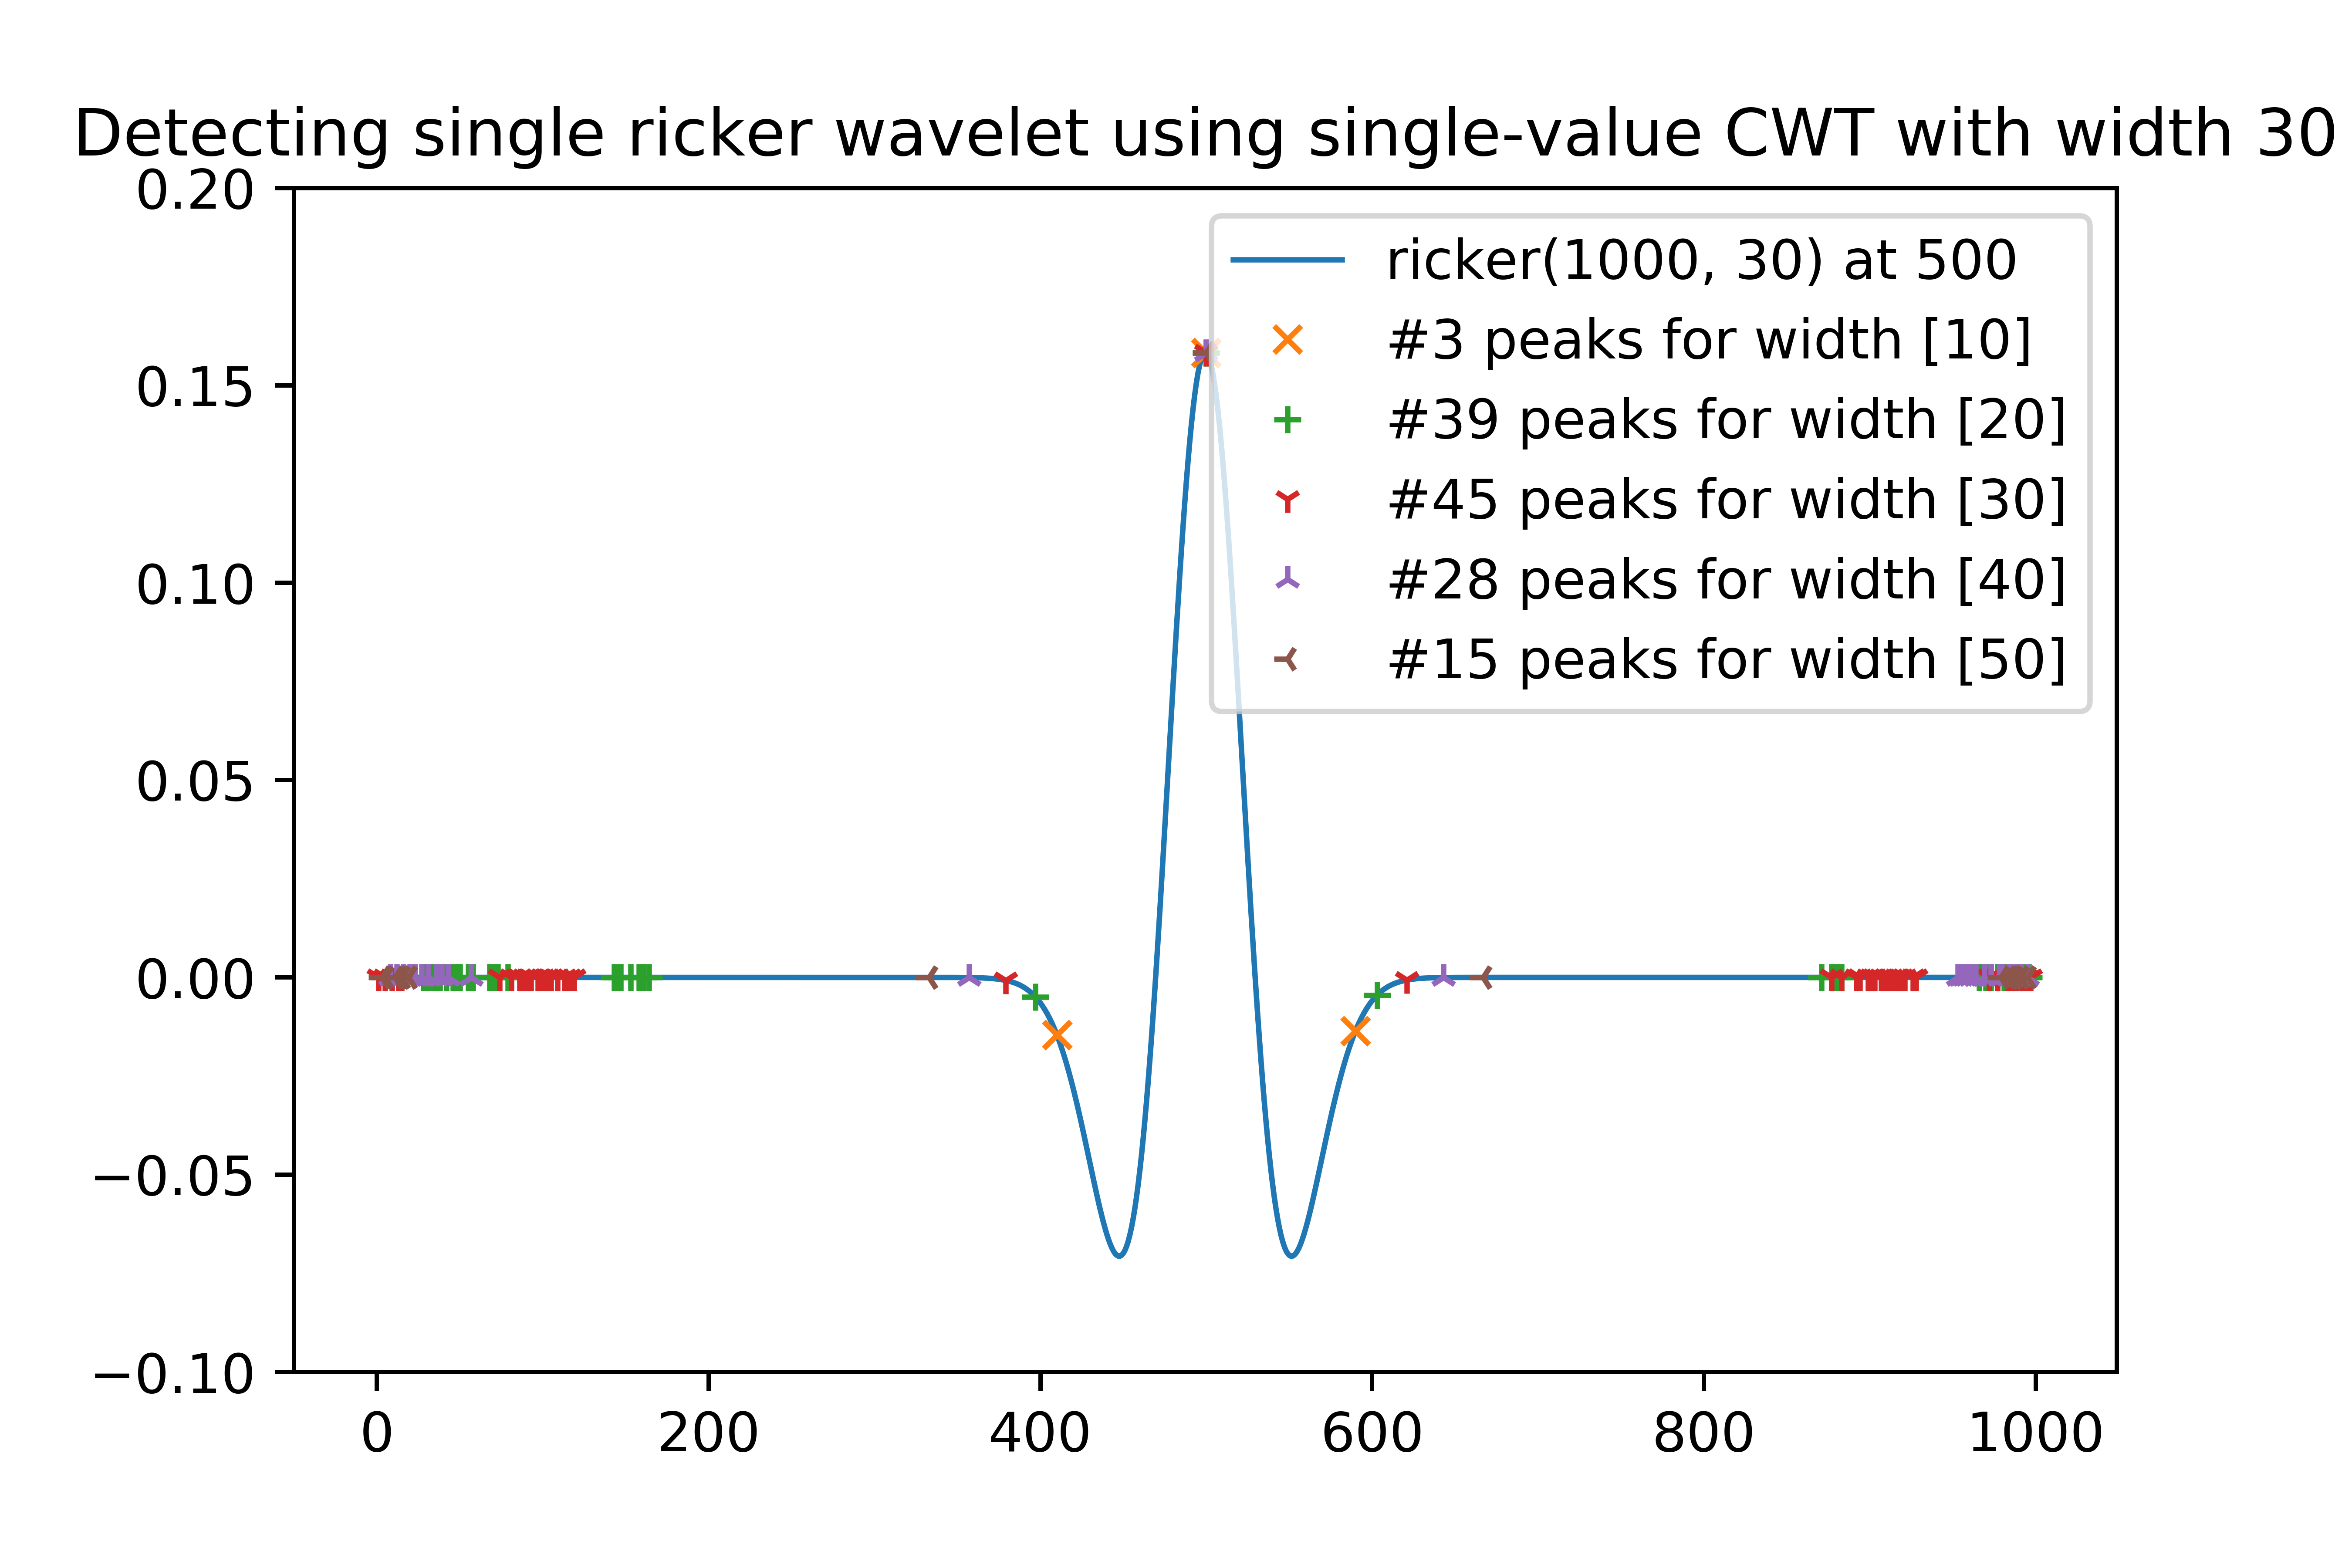 Detecting single ricker wavelet using single-value CWT with width 30
0.20
0.15
0.10
0.05
0.00
−0.05
−0.10
ricker(1000, 30) at 500
#3 peaks for width [10]
#39 peaks for width [20]
#45 peaks for width [30]
#28 peaks for width [40]
#15 peaks for width [50]
0 200 400 600 800 1000